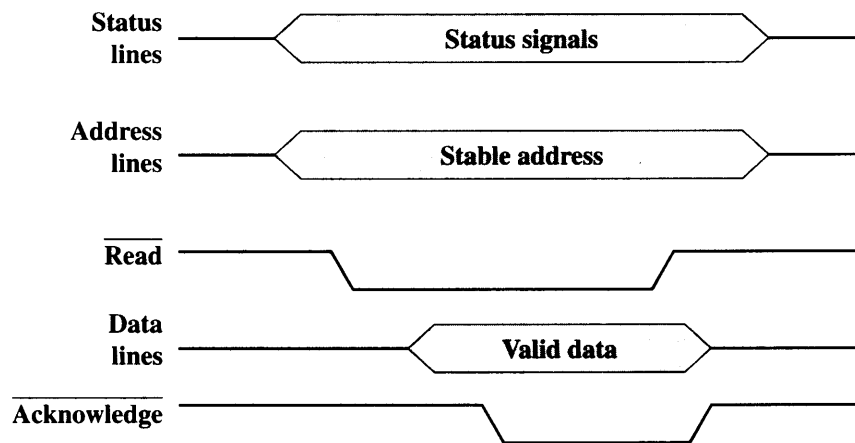 Status
lines
Status signals
Address
lines
Stable address
Read
Data
lines
Valid data
Acknowledge